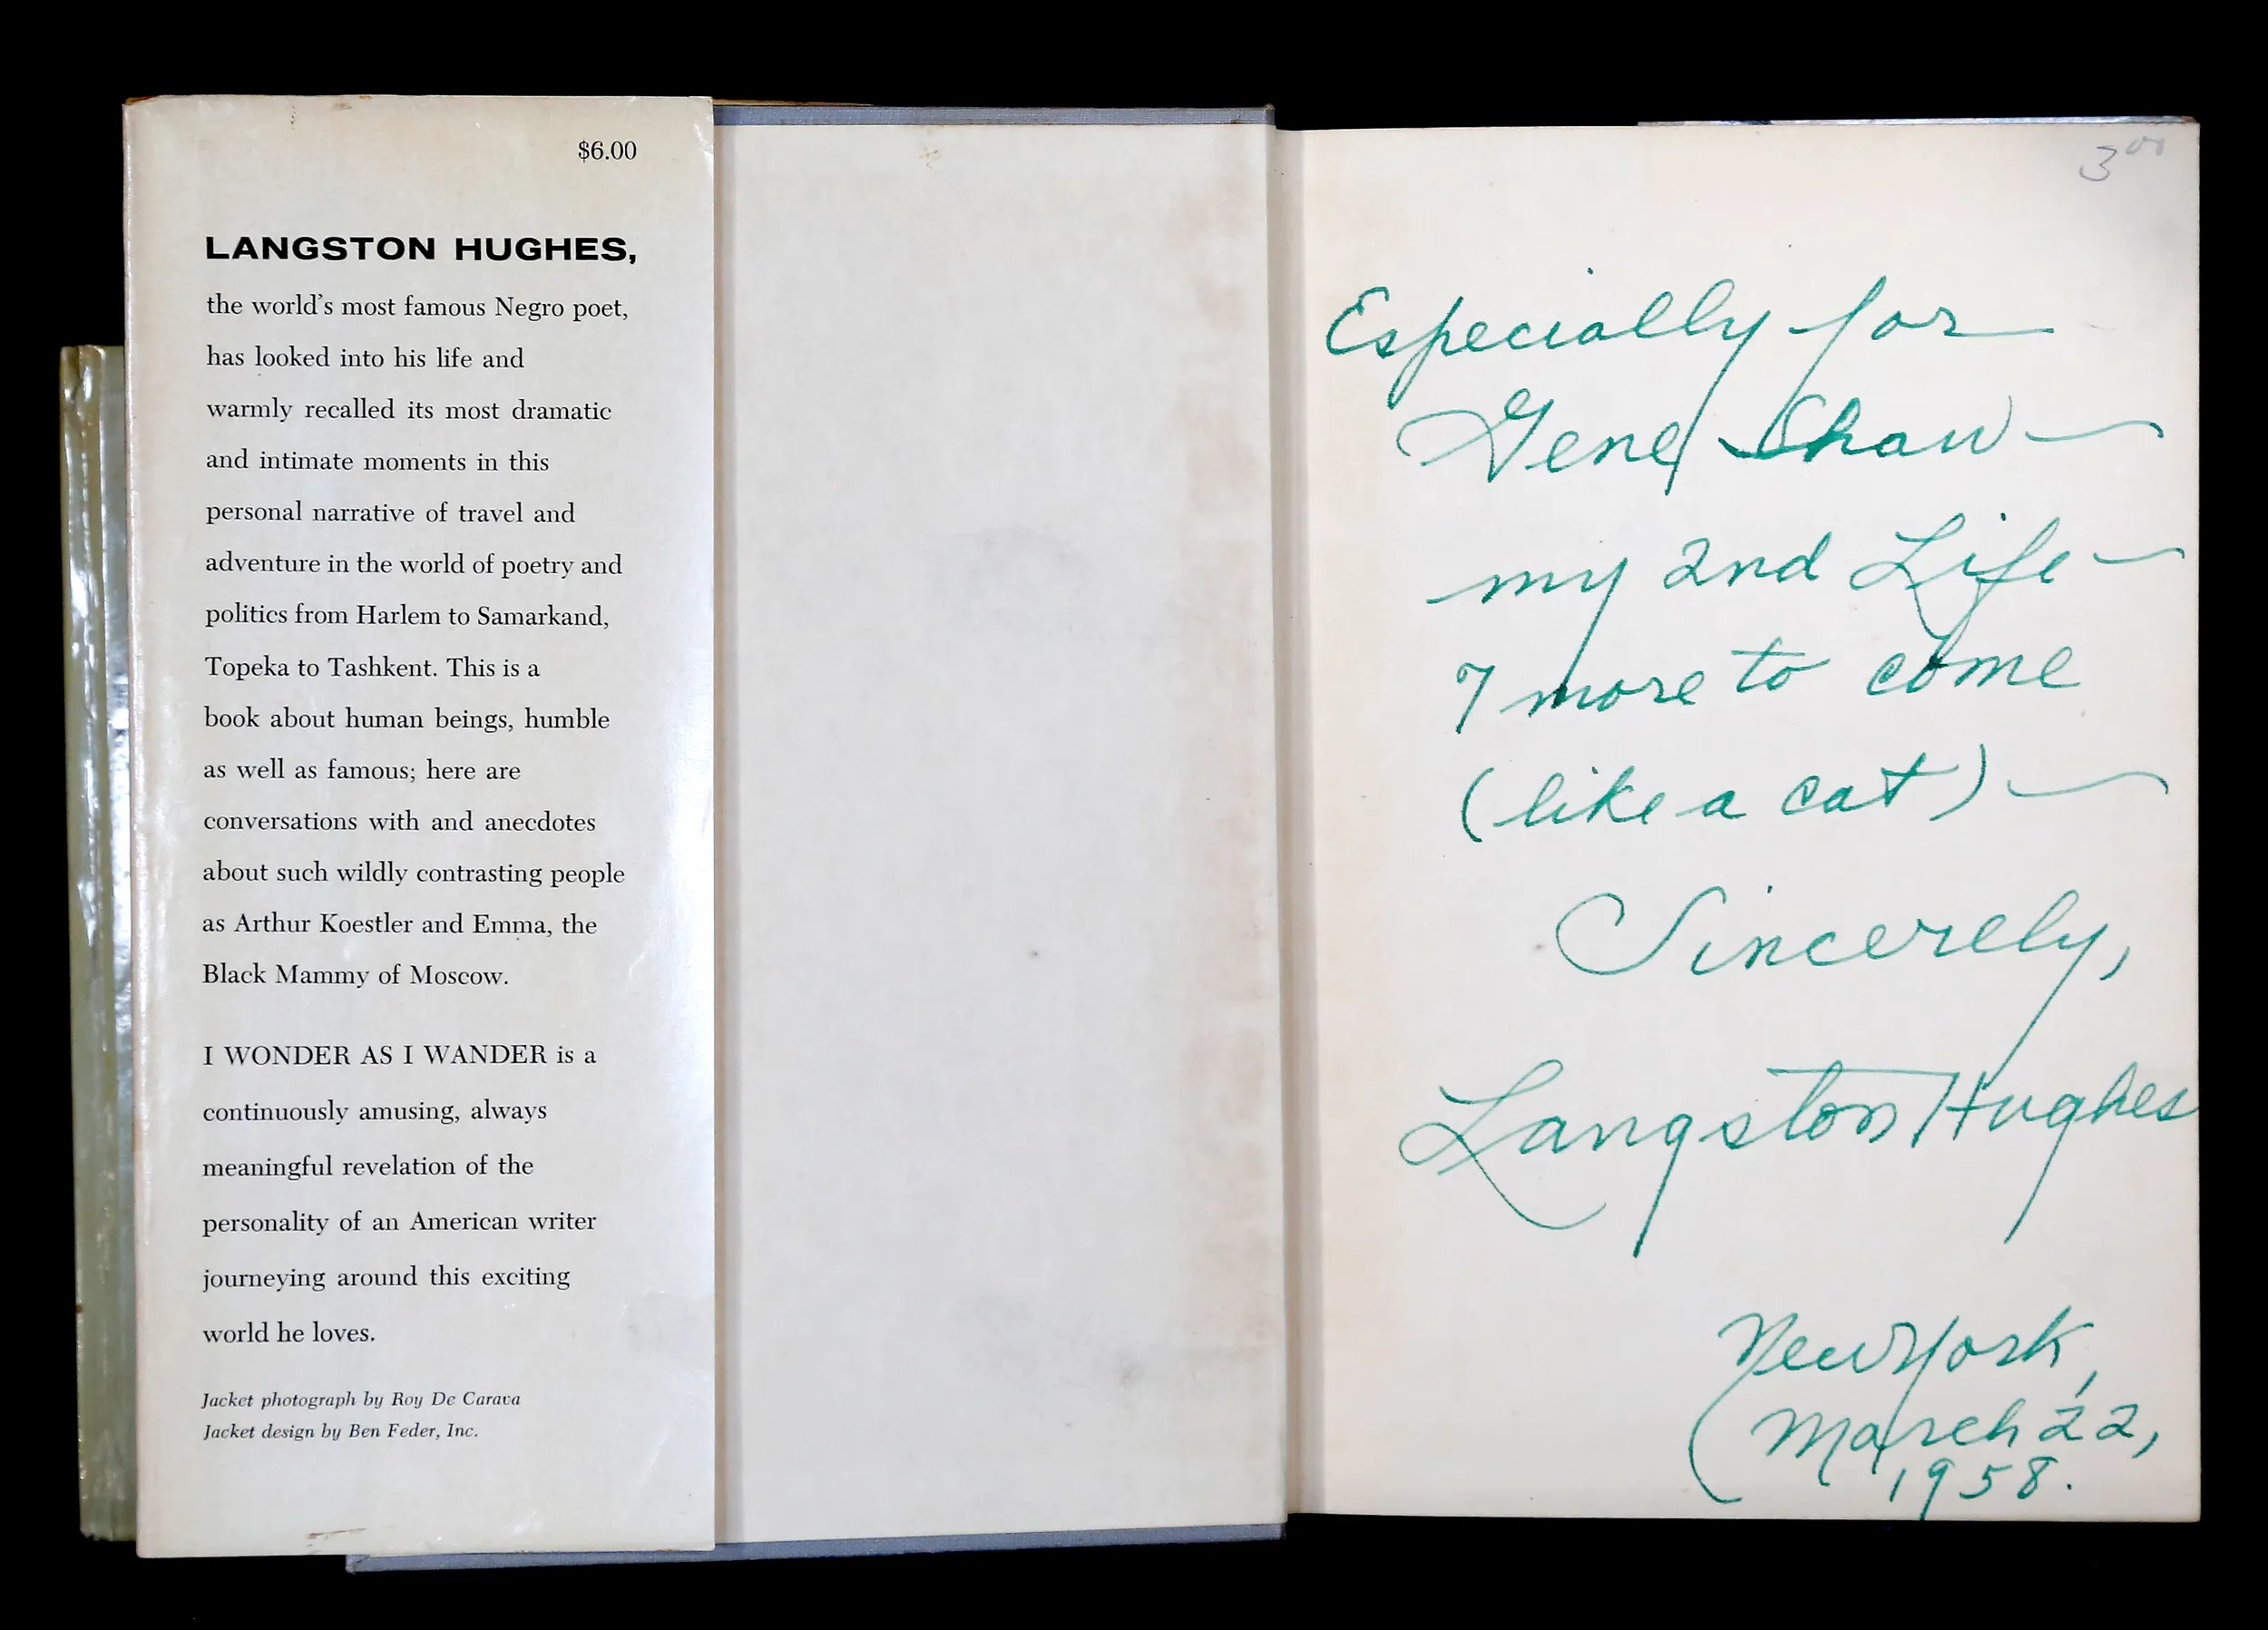 $6.00
LANGSTON HUGHES,
the world's most famous Negro poet,
has looked into his life and
warmly recalled its most dramatic
and intimate moments in this
personal narrative of travel and
adventure in the world of poetry and
politics from Harlem to Samarkand,
Topeka to Tashkent. This is a
book about human beings, humble
as well as famous; here are
conversations with and anecdotes
about such wildly contrasting people
as Arthur Koestler and Emma, the
Black Mammy of Moscow.
I WONDER AS I WANDER is a
continuously amusing, always
meaningful revelation of the
personality of an American writer
journeying around this exciting
world he loves.
Jacket photograph by Roy De Carava
Jacket design by Ben Feder, Inc.
3 00
Especially for
Gene Shaw —
my 2nd Life —
7 more to come
(like a cat) —
Sincerely,
Langston Hughes
New York,
March 22,
1958.